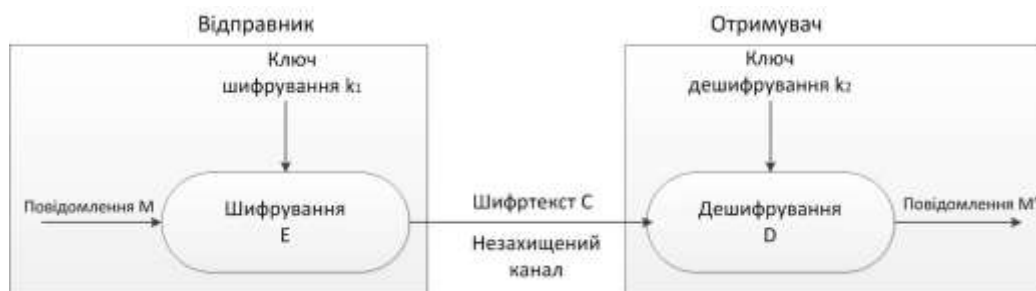 Відправник
Ключ
шифрування k1
Повідомлення M
Шифрування
E
Шифртекст C
Незахищений
канал
Отримувач
Ключ
дешифрування k2
Дешифрування
D
Повідомлення M'